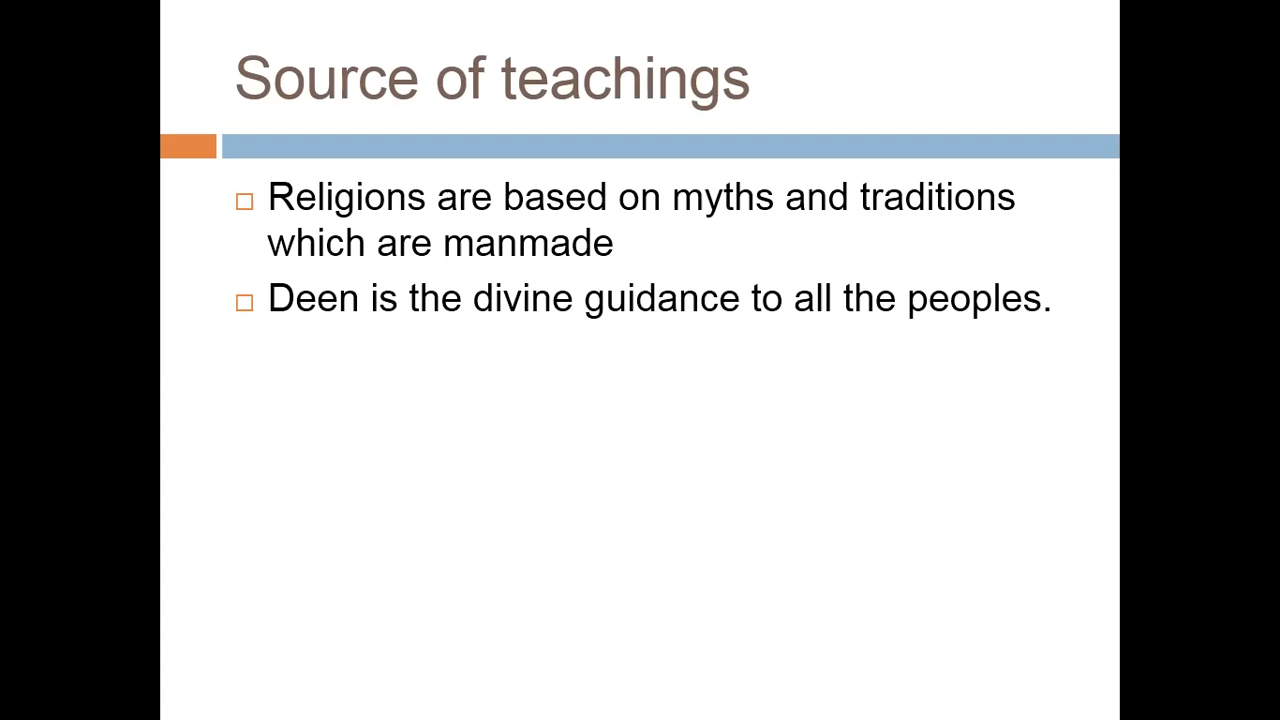 Source of teachings
Religions are based on myths and traditions
which are manmade
Deen is the divine guidance to all the peoples.